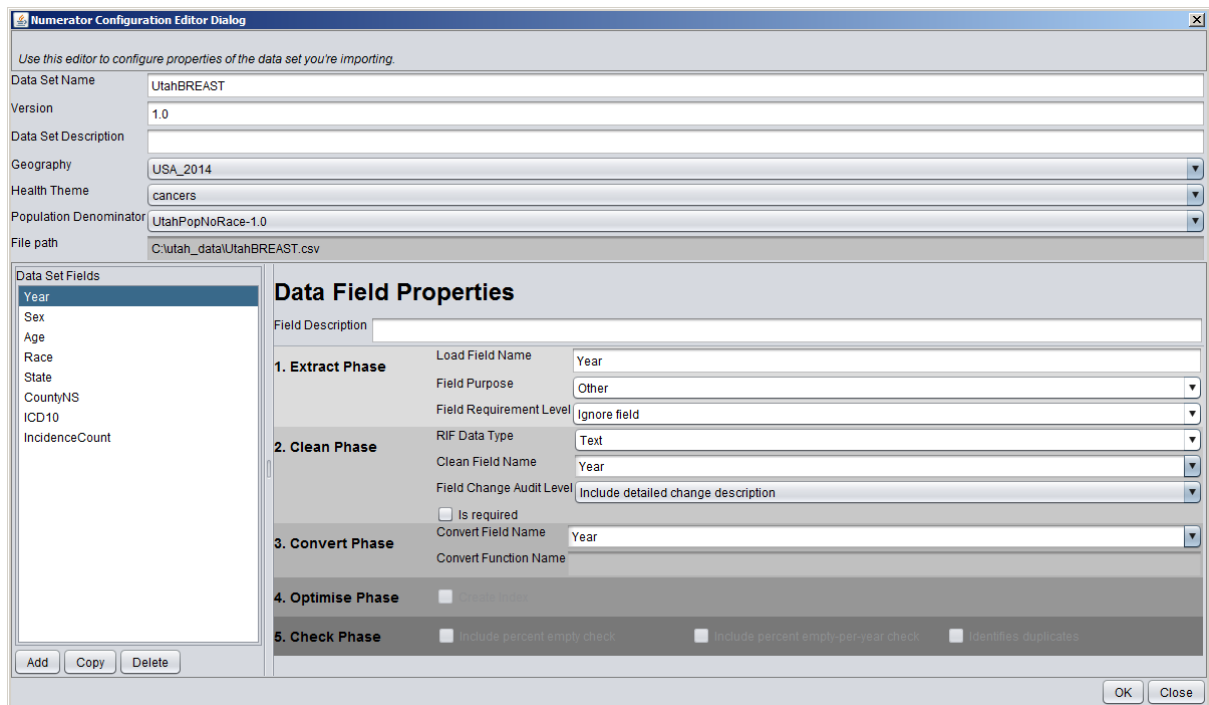 Numerator Configuration Editor Dialog
Use this editor to configure properties of the data set you're importing.
Data Set Name UtahBREAST
Version 1.0
Data Set Description
Geography USA_2014
Health Theme cancers
Population Denominator UtahPopNoRace-1.0
File path C:\utah_data\UtahBREAST.csv
Data Set Fields
Year
Sex
Age
Race
State
CountyNS
ICD10
IncidenceCount
Add Copy Delete
Data Field Properties
Field Description
1. Extract Phase
Load Field Name Year
Field Purpose Other
Field Requirement Level Ignore field
2. Clean Phase
RIF Data Type Text
Clean Field Name Year
Field Change Audit Level Include detailed change description
Is required
3. Convert Phase
Convert Field Name Year
Convert Function Name
4. Optimise Phase Create index
5. Check Phase Include percent empty check Include percent empty-per-year check Identifies duplicates
OK Close